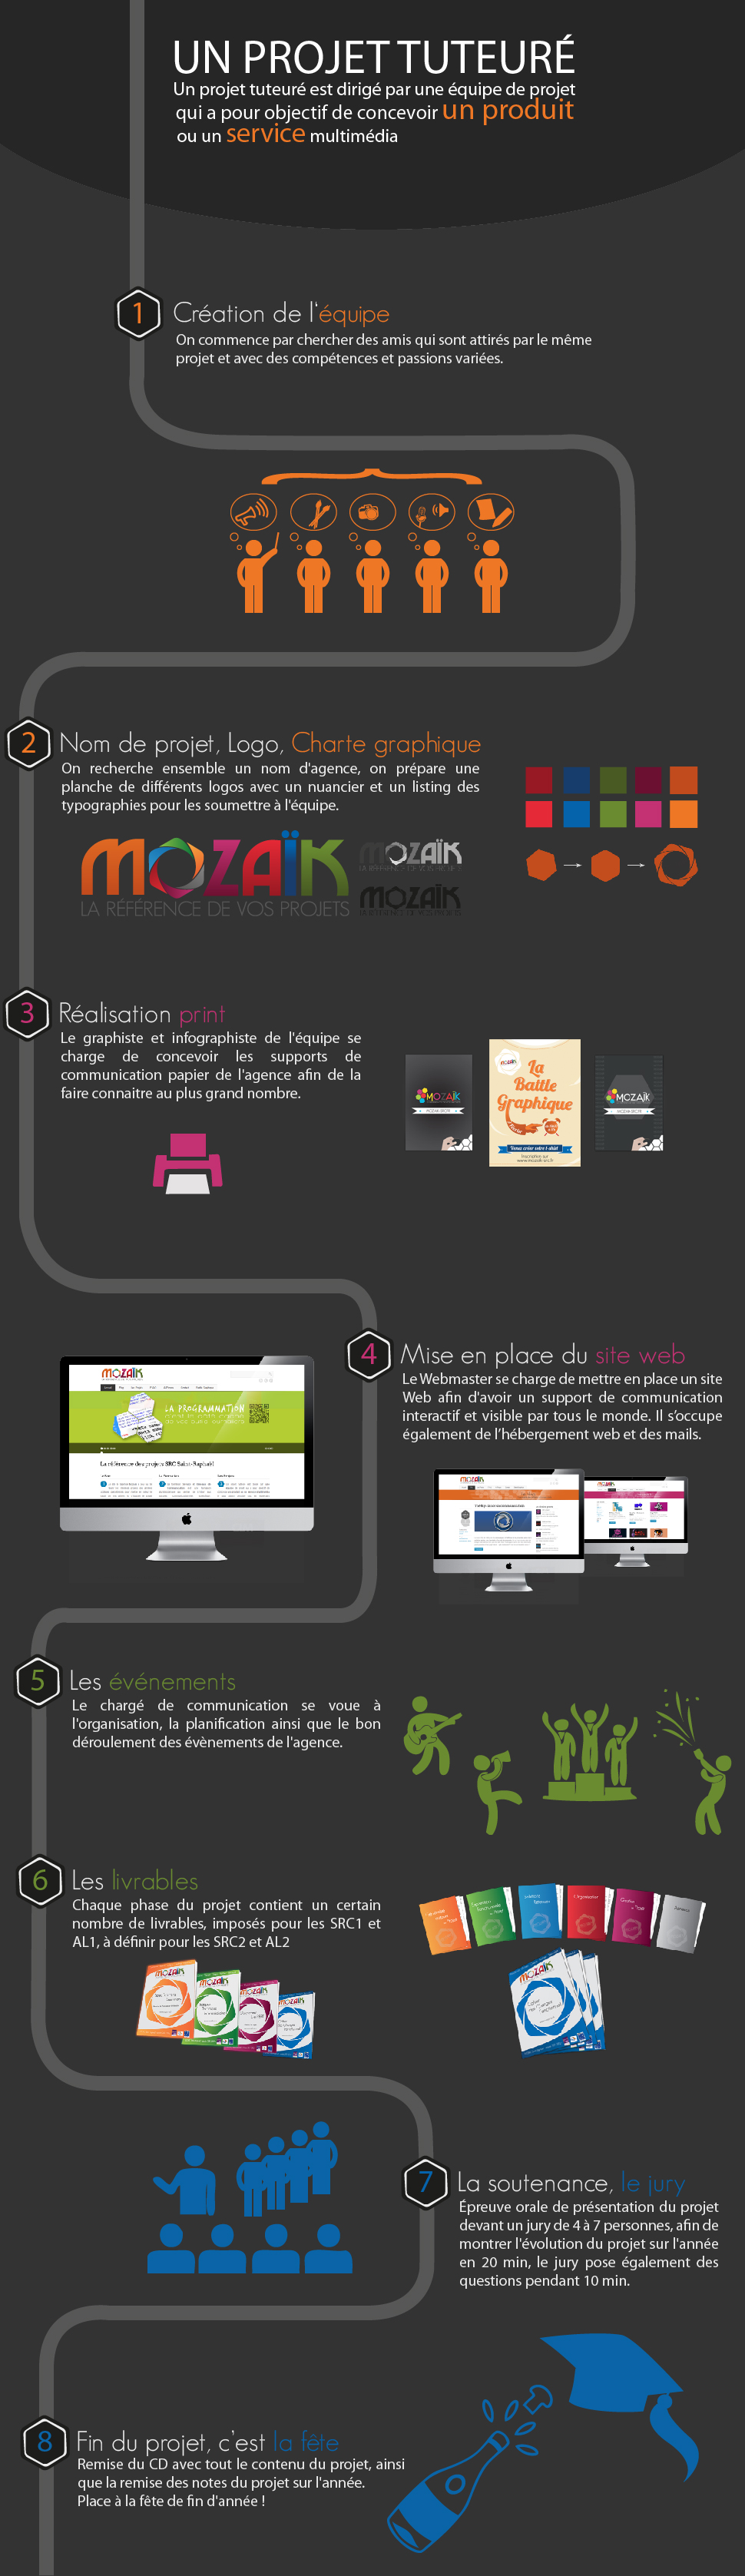 UN PROJET TUTEURÉ
Un projet tuteuré est dirigé par une équipe de projet
qui a pour objectif de concevoir un produit
ou un service multimédia
1
Création de l'équipe
On commence par chercher des amis qui sont attirés par le même
projet et avec des compétences et passions variées.
2
Nom de projet, Logo, Charte graphique
On recherche ensemble un nom d'agence, on prépare une
planche de différents logos avec un nuancier et un listing des
typographies pour les soumettre à l'équipe.
MOZAÏK
LA RÉFÉRENCE DE VOS PROJETS
MOZAÏK
MOZAÏK
3
Réalisation print
Le graphiste et infographiste de l'équipe se
charge de concevoir les supports de
communication papier de l'agence afin de la
faire connaitre au plus grand nombre.
MOZAÏK
MOZAÏK
La
Battle
Graphique
Venez créer votre t-shirt
Inscription sur
www.mozaik-src.fr
MOZAÏK
4
Mise en place du site web
Le Webmaster se charge de mettre en place un site
Web afin d'avoir un support de communication
interactif et visible par tous le monde. Il s’occupe
également de l’hébergement web et des mails.
MOZAÏK
LA PROGRAMMATION
La référence des projets SRC Saint-Raphaël
MOZAÏK
MOZAÏK
5
Les événements
Le chargé de communication se voue à
l'organisation, la planification ainsi que le bon
déroulement des évènements de l'agence.
6
Les livrables
Chaque phase du projet contient un certain
nombre de livrables, imposés pour les SRC1 et
AL1, à définir pour les SRC2 et AL2
MOZAÏK
MOZAÏK
MOZAÏK
MOZAÏK
MOZAÏK
7
La soutenance, le jury
Épreuve orale de présentation du projet
devant un jury de 4 à 7 personnes, afin de
montrer l'évolution du projet sur l'année
en 20 min, le jury pose également des
questions pendant 10 min.
8
Fin du projet, c’est la fête
Remise du CD avec tout le contenu du projet, ainsi
que la remise des notes du projet sur l'année.
Place à la fête de fin d'année !